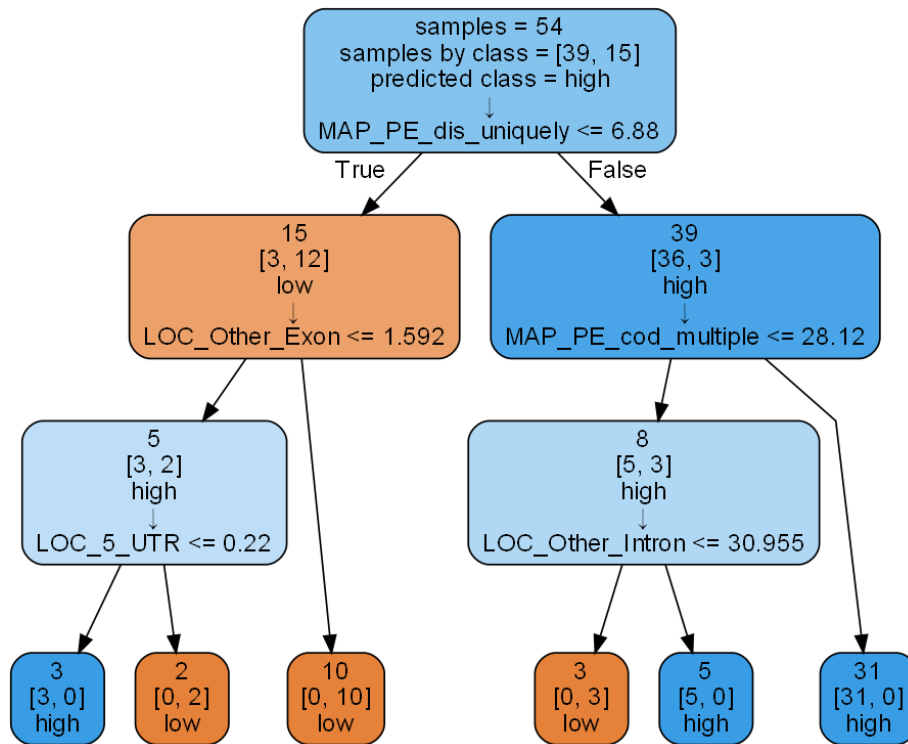 samples = 54
samples by class = [39, 15]
predicted class = high
↓
MAP_PE_dis_uniquely <= 6.88
True
False
15
[3, 12]
low
↓
LOC_Other_Exon <= 1.592
39
[36, 3]
high
↓
MAP_PE_cod_multiple <= 28.12
5
[3, 2]
high
↓
LOC_5_UTR <= 0.22
8
[5, 3]
high
↓
LOC_Other_Intron <= 30.955
3
[3, 0]
high
2
[0, 2]
low
10
[0, 10]
low
3
[0, 3]
low
5
[5, 0]
high
31
[31, 0]
high